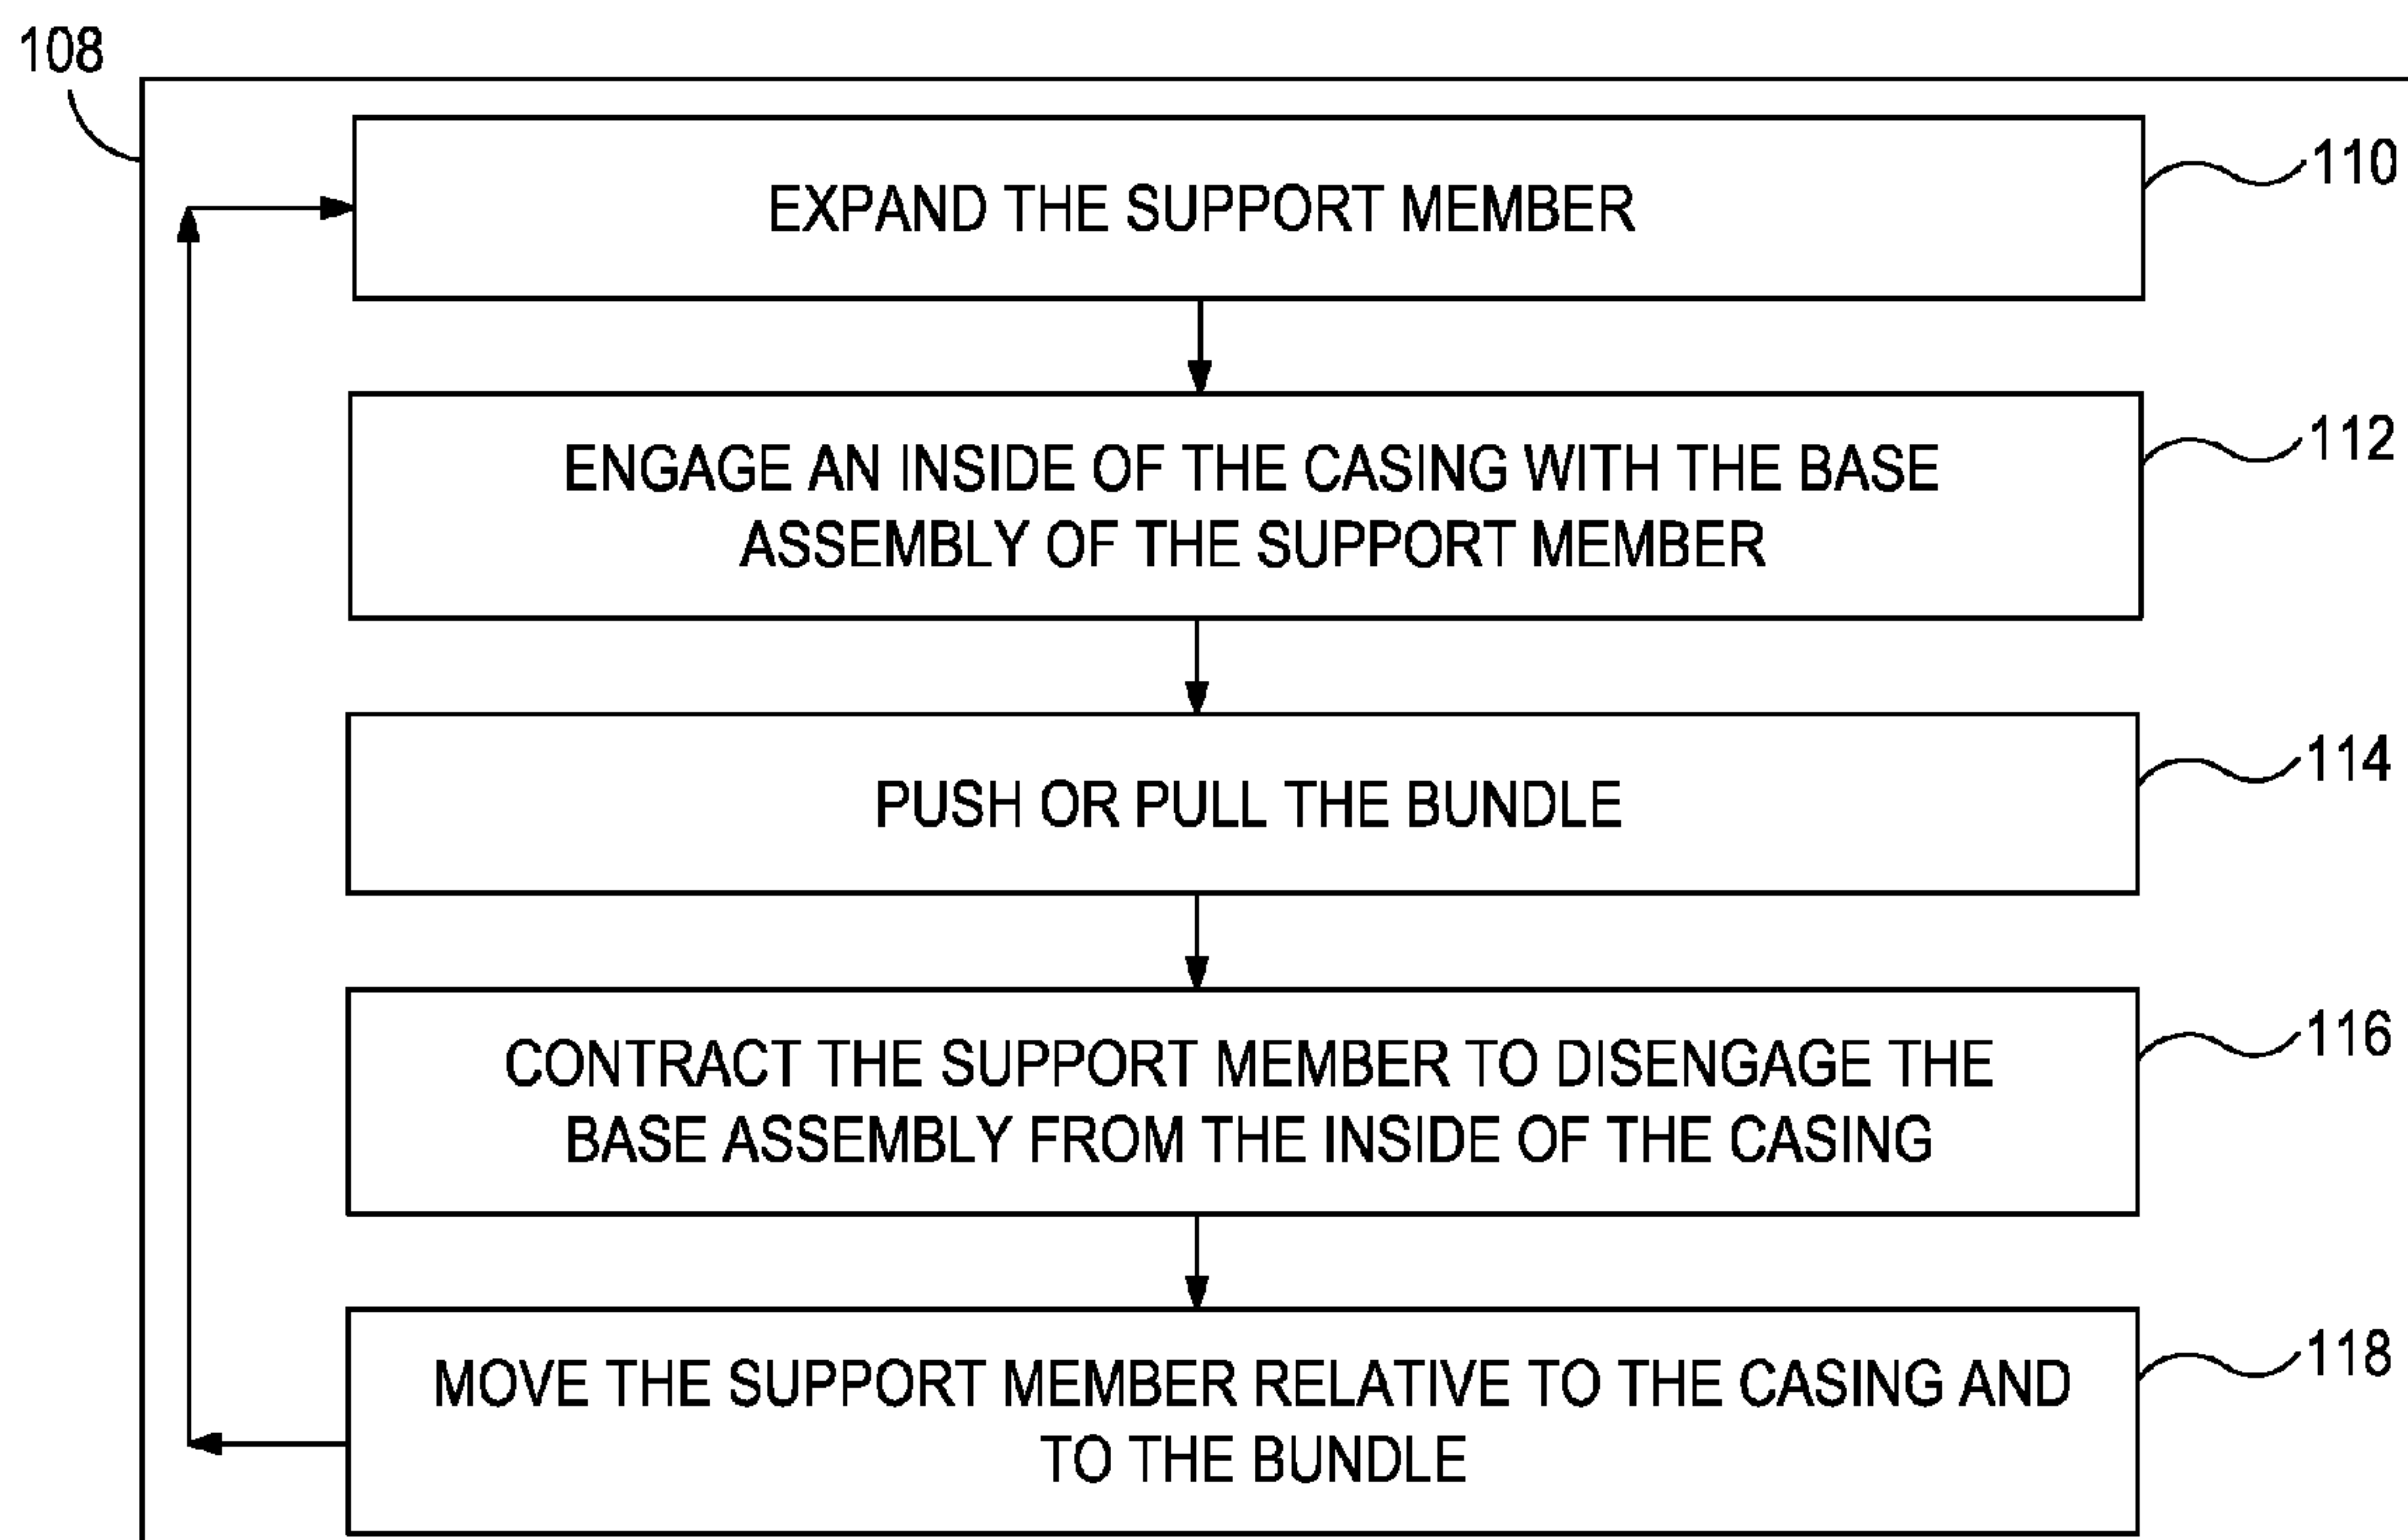 108
EXPAND THE SUPPORT MEMBER
110
ENGAGE AN INSIDE OF THE CASING WITH THE BASE
ASSEMBLY OF THE SUPPORT MEMBER
112
PUSH OR PULL THE BUNDLE
114
CONTRACT THE SUPPORT MEMBER TO DISENGAGE THE
BASE ASSEMBLY FROM THE INSIDE OF THE CASING
116
MOVE THE SUPPORT MEMBER RELATIVE TO THE CASING AND
TO THE BUNDLE
118